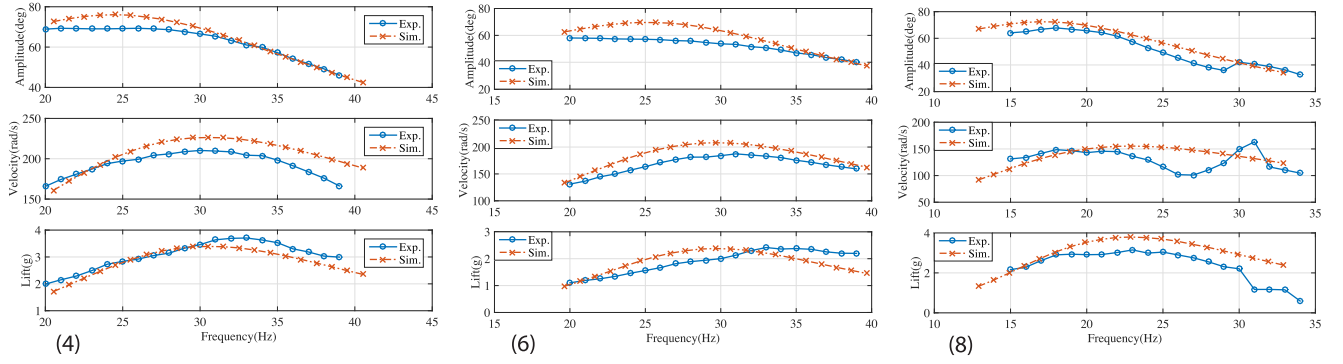 Amplitude(deg)
80
60
40
20
25
30
35
40
45
Exp.
Sim.
Velocity(rad/s)
250
200
150
20
25
30
35
40
45
Exp.
Sim.
Lift(g)
4
3
2
1
20
25
30
35
40
45
Exp.
Sim.
Frequency(Hz)
(4)
Amplitude(deg)
80
60
40
20
15
20
25
30
35
40
Exp.
Sim.
Velocity(rad/s)
200
150
100
15
20
25
30
35
40
Exp.
Sim.
Lift(g)
3
2
1
0
15
20
25
30
35
40
Exp.
Sim.
Frequency(Hz)
(6)
Amplitude(deg)
80
60
40
20
10
15
20
25
30
35
Exp.
Sim.
Velocity(rad/s)
200
150
100
50
10
15
20
25
30
35
Exp.
Sim.
Lift(g)
4
2
0
10
15
20
25
30
35
Exp.
Sim.
Frequency(Hz)
(8)